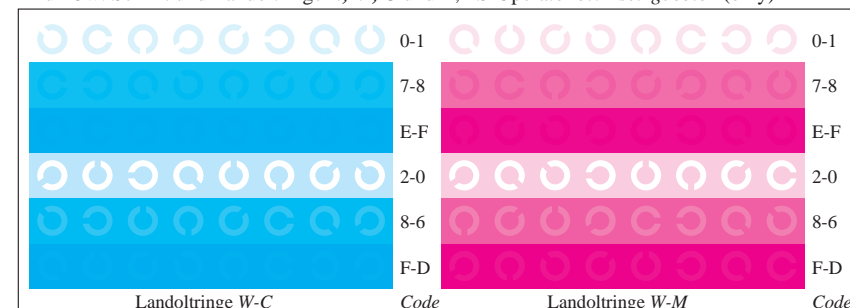 0-1 0-1
7-8 7-8
E-F E-F
2-0 2-0
8-6 8-6
F-D F-D
Landoltringe W-C Code Landoltringe W-M Code